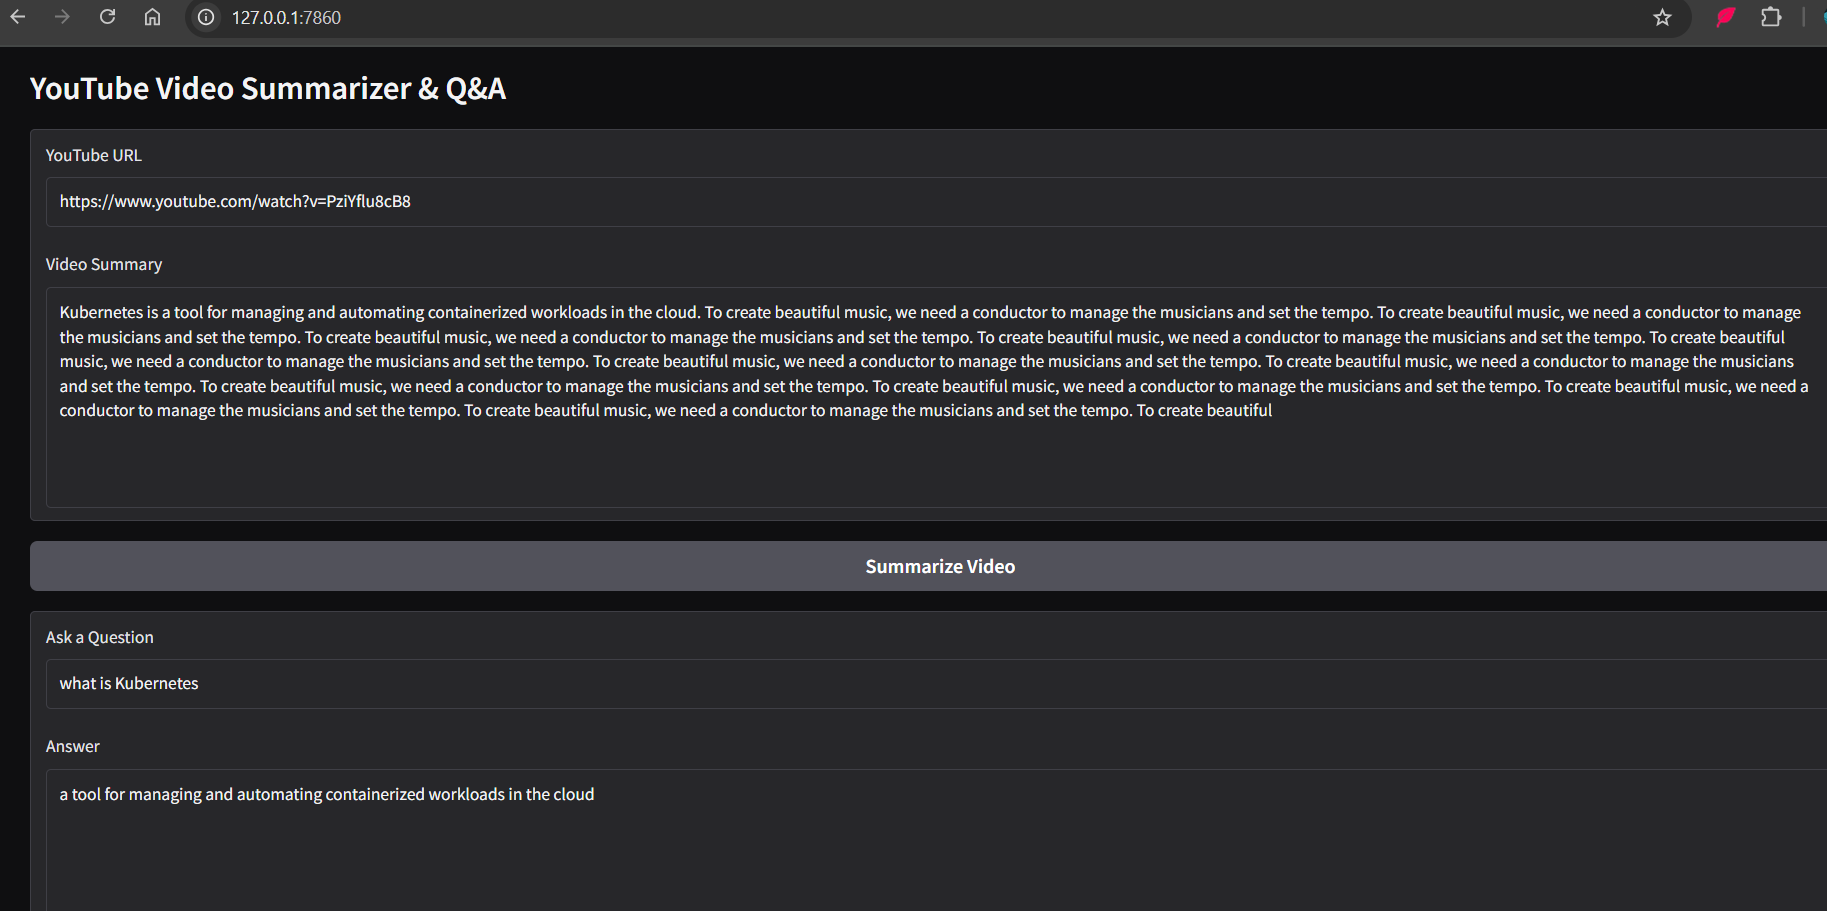 127.0.0.1:7860
YouTube Video Summarizer & Q&A
YouTube URL
https://www.youtube.com/watch?v=PziYflu8cB8
Video Summary
Kubernetes is a tool for managing and automating containerized workloads in the cloud. To create beautiful music, we need a conductor to manage the musicians and set the tempo. To create beautiful music, we need a conductor to manage
the musicians and set the tempo. To create beautiful music, we need a conductor to manage the musicians and set the tempo. To create beautiful music, we need a conductor to manage the musicians and set the tempo. To create beautiful
music, we need a conductor to manage the musicians and set the tempo. To create beautiful music, we need a conductor to manage the musicians and set the tempo. To create beautiful music, we need a conductor to manage the musicians
and set the tempo. To create beautiful music, we need a conductor to manage the musicians and set the tempo. To create beautiful music, we need a conductor to manage the musicians and set the tempo. To create beautiful music, we need a
conductor to manage the musicians and set the tempo. To create beautiful music, we need a conductor to manage the musicians and set the tempo. To create beautiful
Summarize Video
Ask a Question
what is Kubernetes
Answer
a tool for managing and automating containerized workloads in the cloud